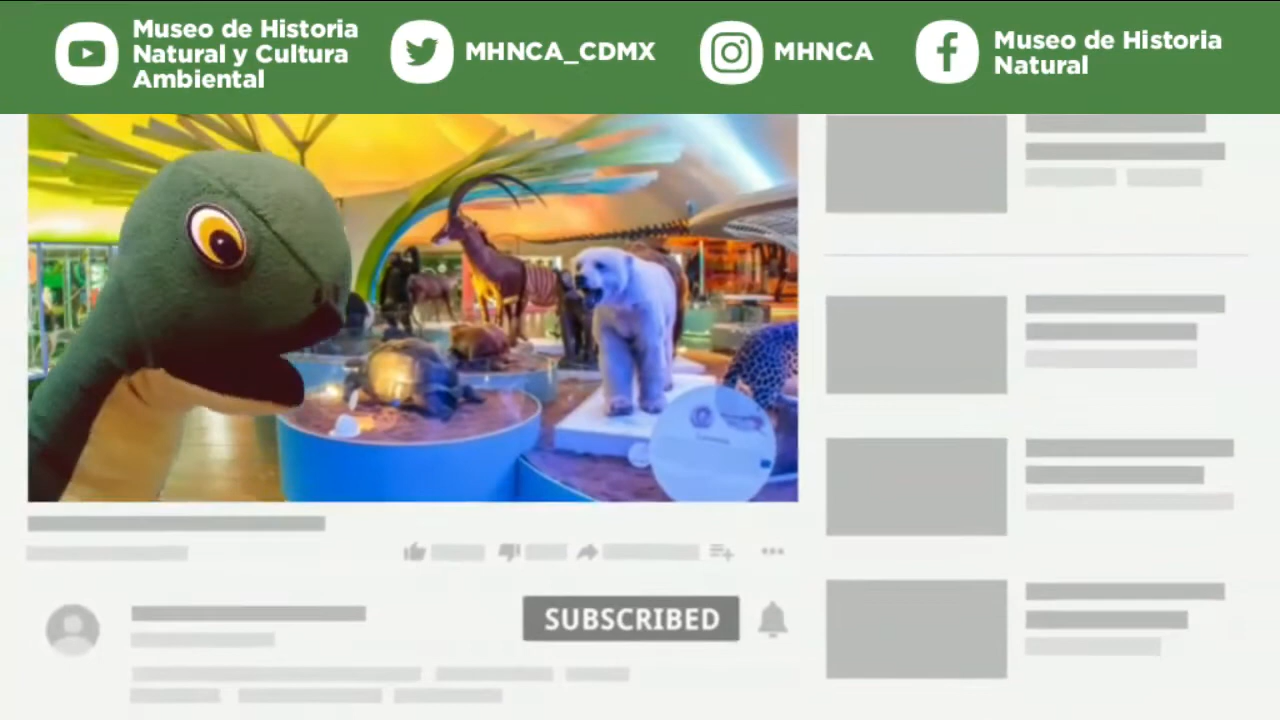 Museo de Historia
Natural y Cultura
Ambiental
MHNCA_CDMX
MHNCA
Museo de Historia
Natural
SUBSCRIBED